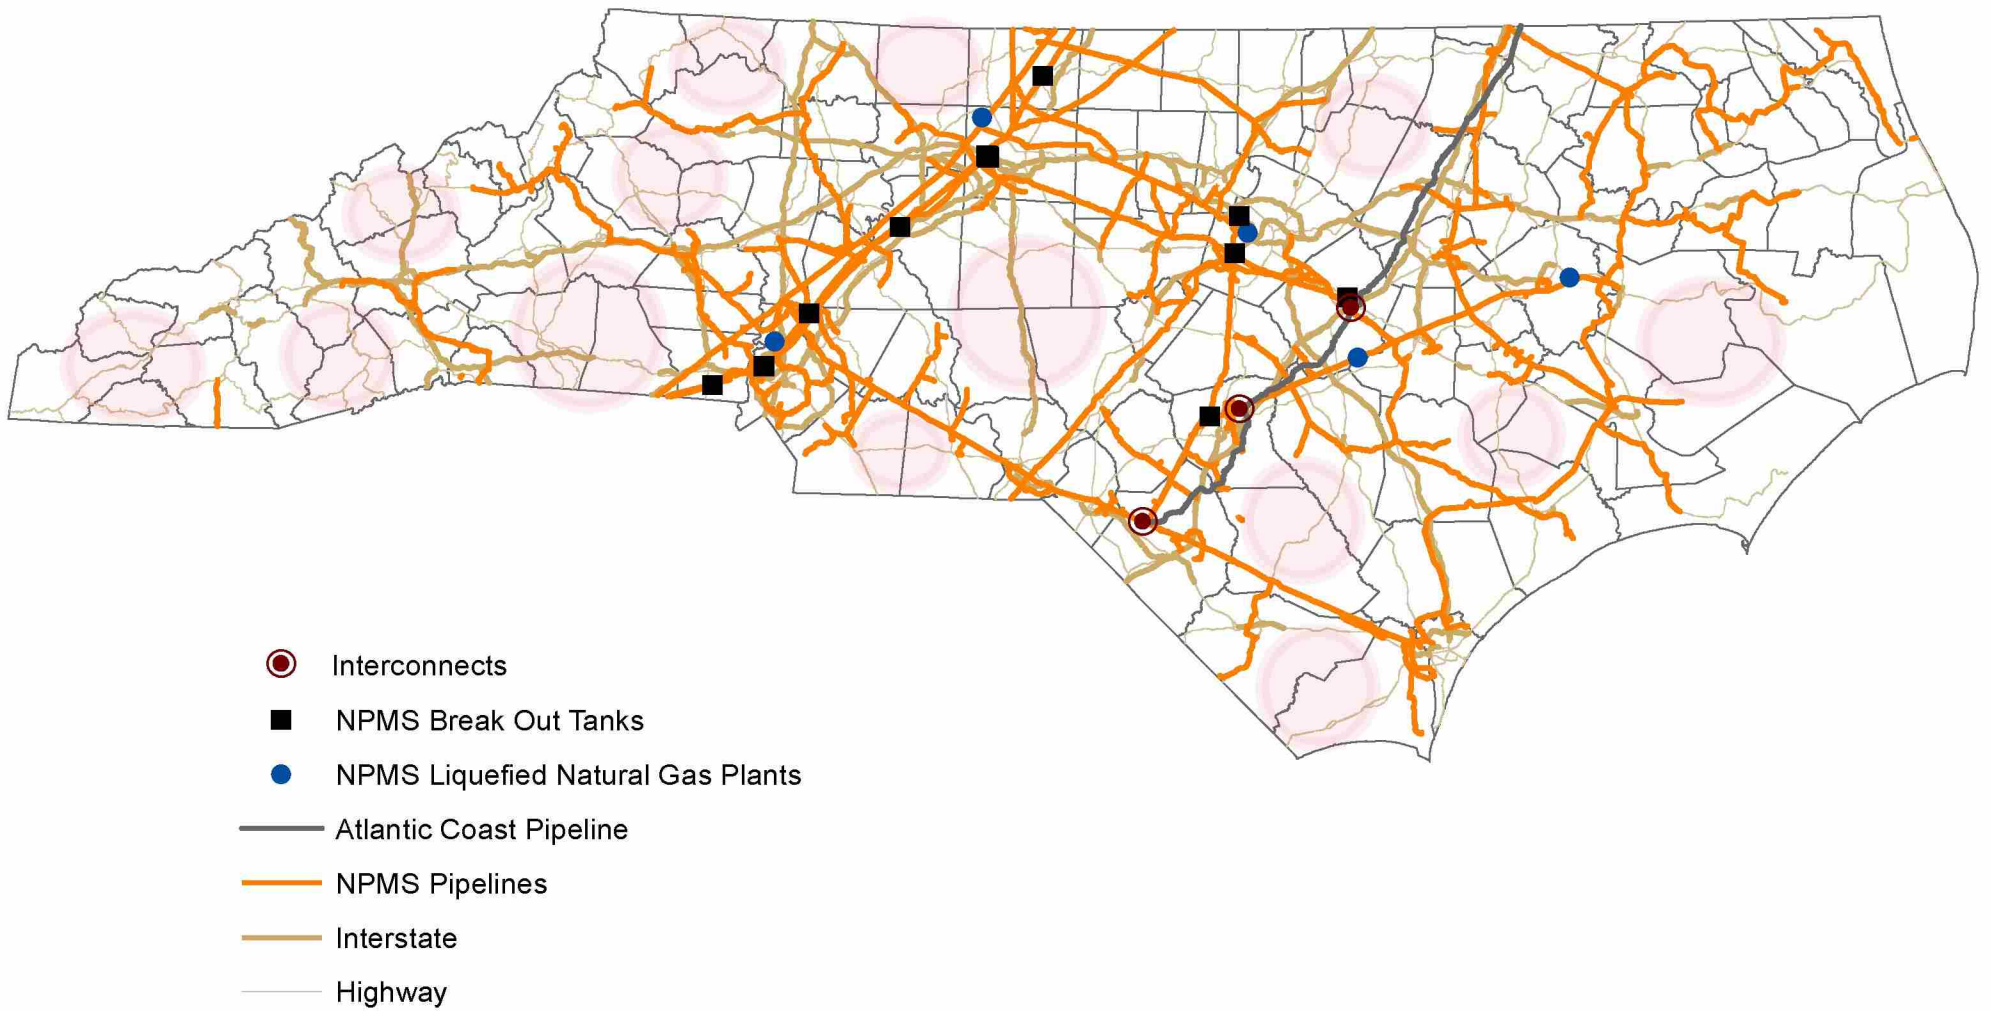 Interconnects
NPMS Break Out Tanks
NPMS Liquefied Natural Gas Plants
Atlantic Coast Pipeline
NPMS Pipelines
Interstate
Highway